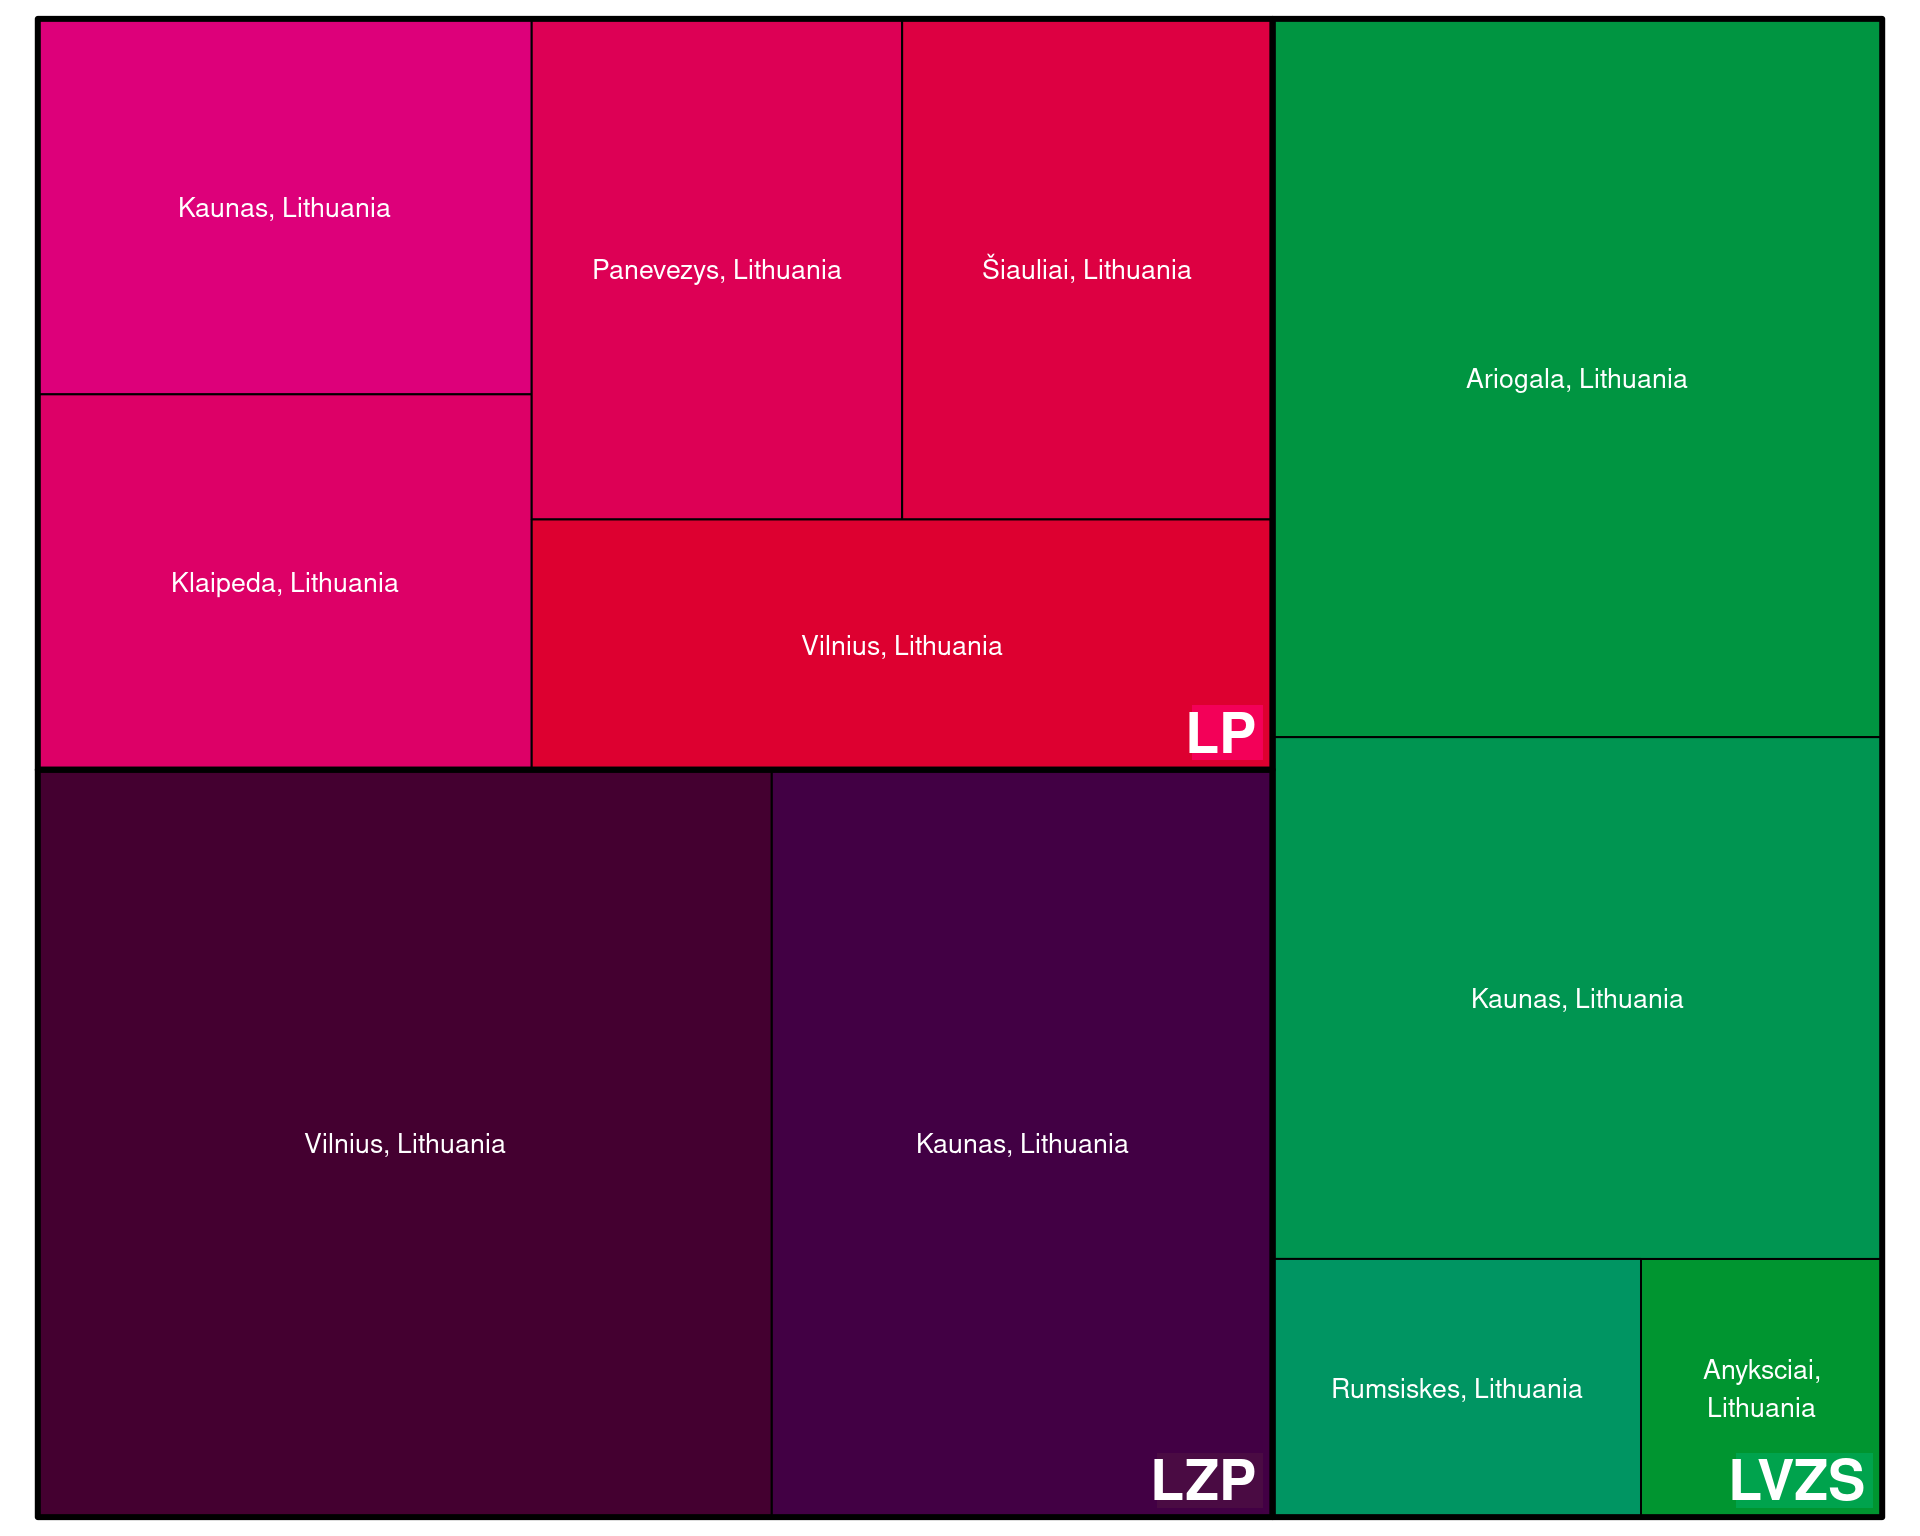 Kaunas, Lithuania
Panevezys, Lithuania
Šiauliai, Lithuania
Klaipeda, Lithuania
Vilnius, Lithuania
LP
Vilnius, Lithuania
Kaunas, Lithuania
LZP
Ariogala, Lithuania
Kaunas, Lithuania
Rumsiskes, Lithuania
Anyksciai,
Lithuania
LVZS